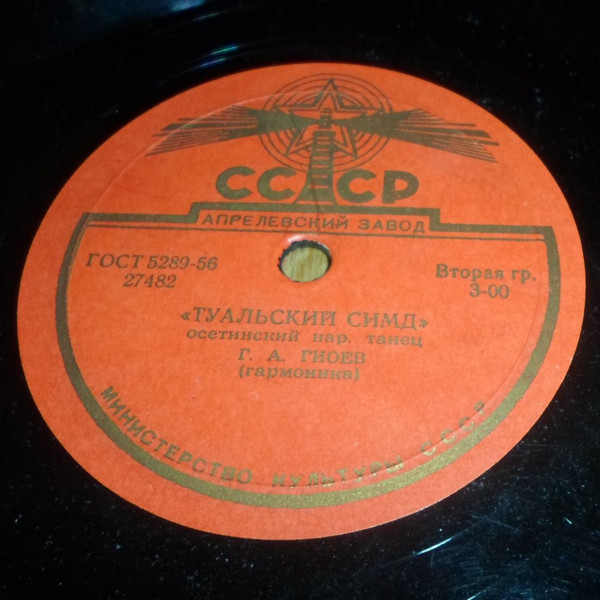 СССР
АПРЕЛЕВСКИЙ ЗАВОД
ГОСТ 5289-56
27482
Вторая гр.
3-00
«ТУАЛЬСКИЙ СИМД»
осетинский нар. танец
Г. А. ГИОЕВ
(гармоника)
МИНИСТЕРСТВО КУЛЬТУРЫ СССР